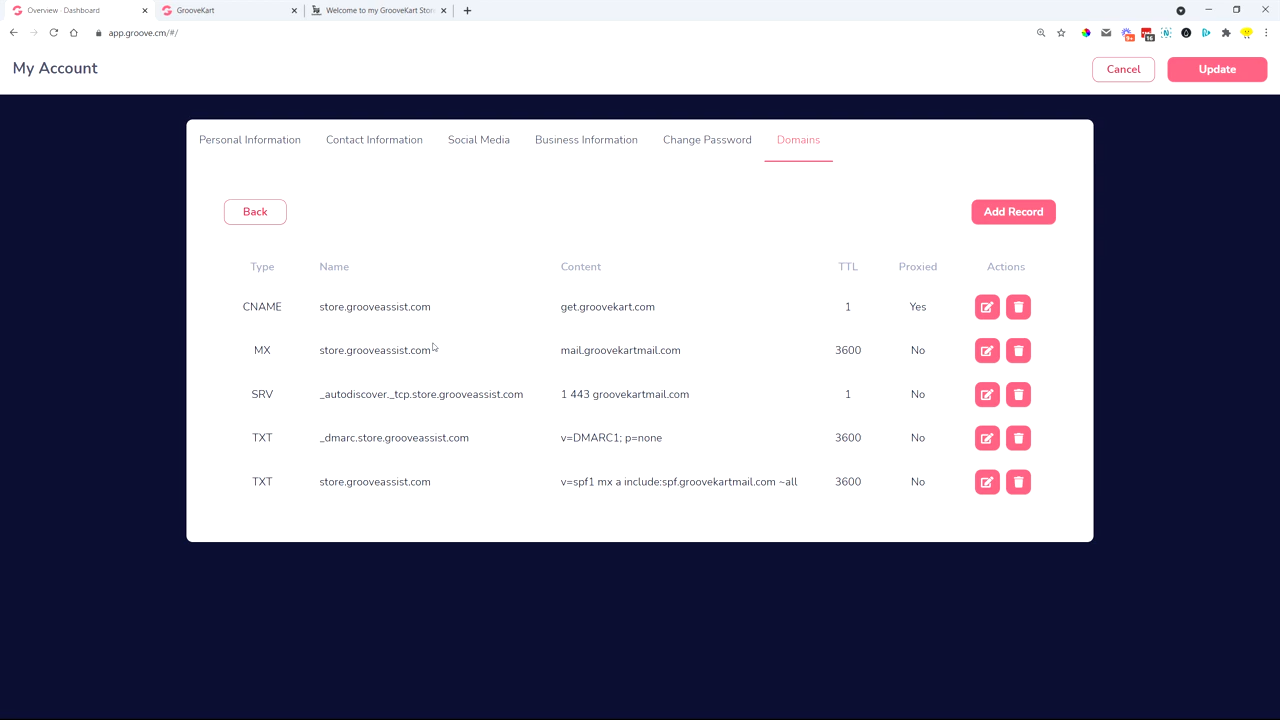 Overview · Dashboard
GrooveKart
Welcome to my GrooveKart Stor
app.groove.cm/#/
9+
16
My Account
Cancel
Update
Personal Information
Contact Information
Social Media
Business Information
Change Password
Domains
Back
Add Record
Type Name Content TTL Proxied Actions
CNAME store.grooveassist.com get.groovekart.com 1 Yes
MX store.grooveassist.com mail.groovekartmail.com 3600 No
SRV _autodiscover._tcp.store.grooveassist.com 1 443 groovekartmail.com 1 No
TXT _dmarc.store.grooveassist.com v=DMARC1; p=none 3600 No
TXT store.grooveassist.com v=spf1 mx a include:spf.groovekartmail.com ~all 3600 No